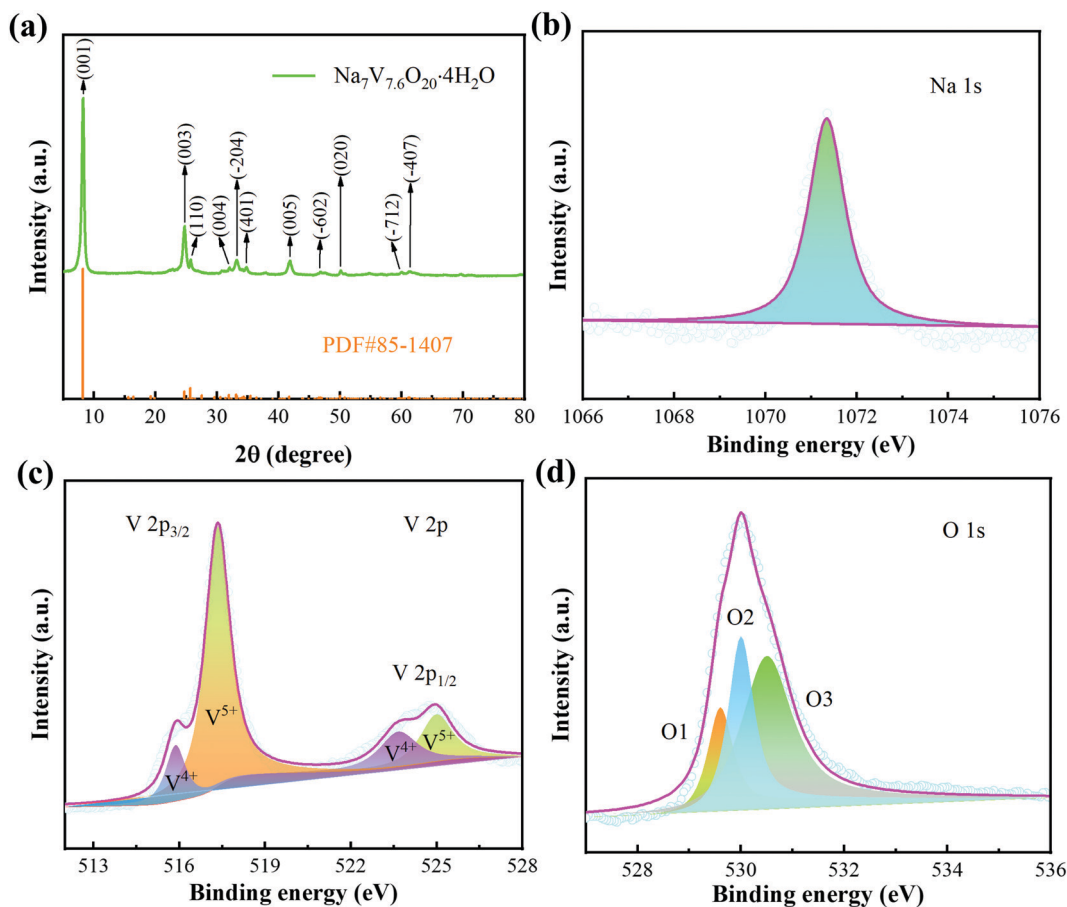 (a)
Na₇V₇.₆O₂₀·4H₂O
(001)
(003)
(110)
(004)
(-204)
(401)
(005)
(-602)
(020)
(-712)
(-407)
PDF#85-1407
Intensity (a.u.)
10 20 30 40 50 60 70 80
2θ (degree)
(b)
Na 1s
Intensity (a.u.)
1066 1068 1070 1072 1074 1076
Binding energy (eV)
(c)
V 2p₃/₂
V 2p
V 2p₁/₂
V⁵⁺
V⁴⁺
V⁴⁺
V⁵⁺
Intensity (a.u.)
513 516 519 522 525 528
Binding energy (eV)
(d)
O 1s
O2
O3
O1
Intensity (a.u.)
528 530 532 534 536
Binding energy (eV)